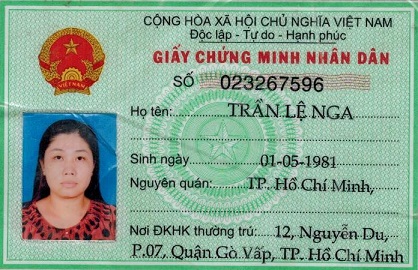 CỘNG HÒA XÃ HỘI CHỦ NGHĨA VIỆT NAM
Độc lập - Tự do - Hạnh phúc
GIẤY CHỨNG MINH NHÂN DÂN
SỐ 023267596
Họ tên: TRẦN LỆ NGA
Sinh ngày 01-05-1981
Nguyên quán: TP. Hồ Chí Minh,
Nơi ĐKHK thường trú: 12, Nguyễn Du,
P.07, Quận Gò Vấp, TP. Hồ Chí Minh
VIỆT NAM